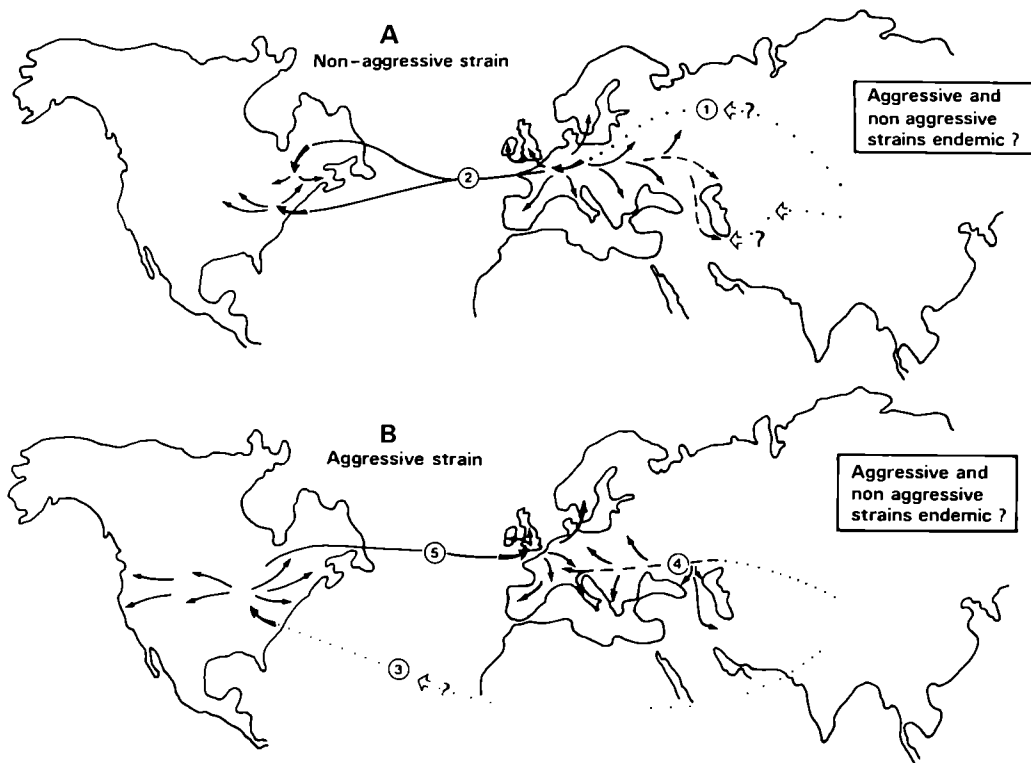 A
Non-aggressive strain
Aggressive and
non aggressive
strains endemic ?
1
?
2
?
B
Aggressive strain
Aggressive and
non aggressive
strains endemic ?
5
4
3
?